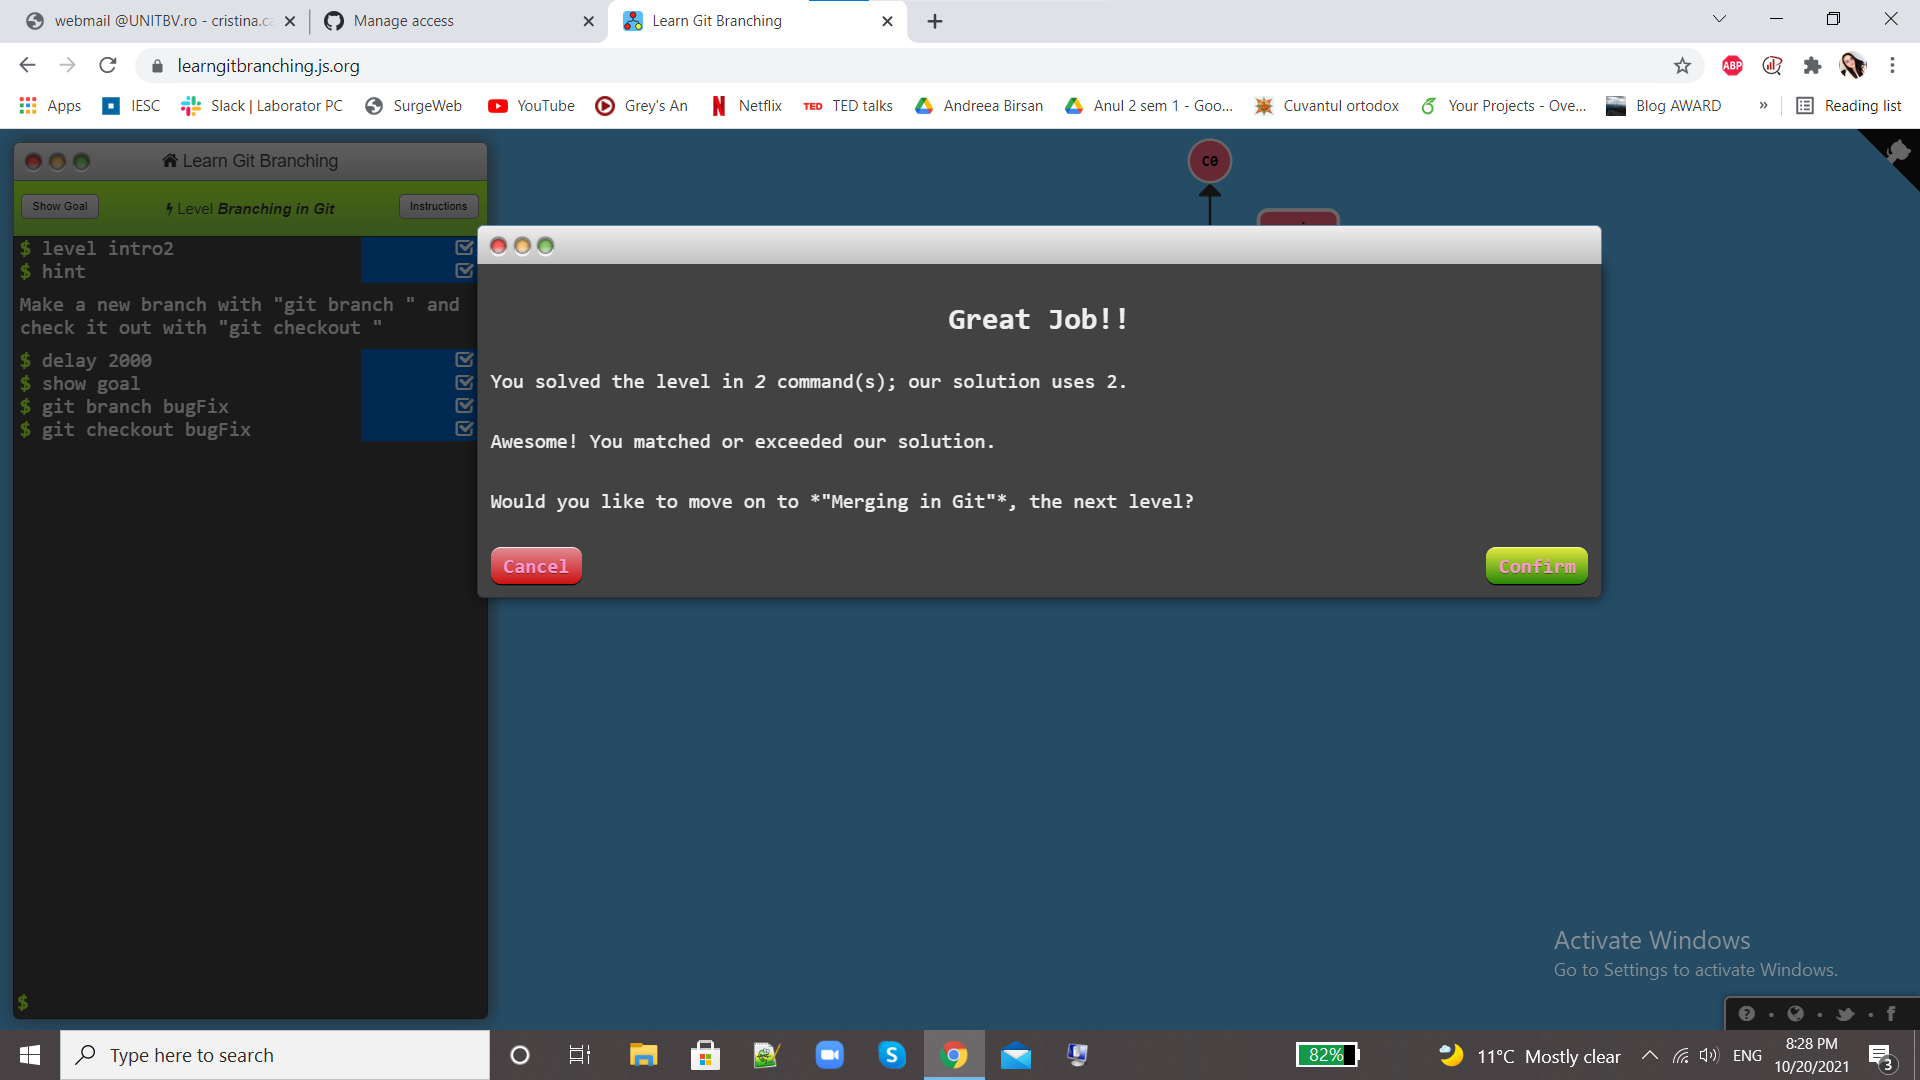 webmail @UNITBV.ro - cristina.ca
Manage access
Learn Git Branching
learngitbranching.js.org
ABP
Apps
IESC
Slack | Laborator PC
SurgeWeb
YouTube
Grey's An
Netflix
TED
TED talks
Andreea Birsan
Anul 2 sem 1 - Goo...
Cuvantul ortodox
Your Projects - Ove...
Blog AWARD
»
Reading list
Learn Git Branching
Show Goal
Level Branching in Git
Instructions
$ level intro2
$ hint
Make a new branch with "git branch " and
check it out with "git checkout "
$ delay 2000
$ show goal
$ git branch bugFix
$ git checkout bugFix
$
C0
Great Job!!
You solved the level in 2 command(s); our solution uses 2.
Awesome! You matched or exceeded our solution.
Would you like to move on to *"Merging in Git"*, the next level?
Cancel
Confirm
Activate Windows
Go to Settings to activate Windows.
Type here to search
82%
11°C Mostly clear
ENG
8:28 PM
10/20/2021
3